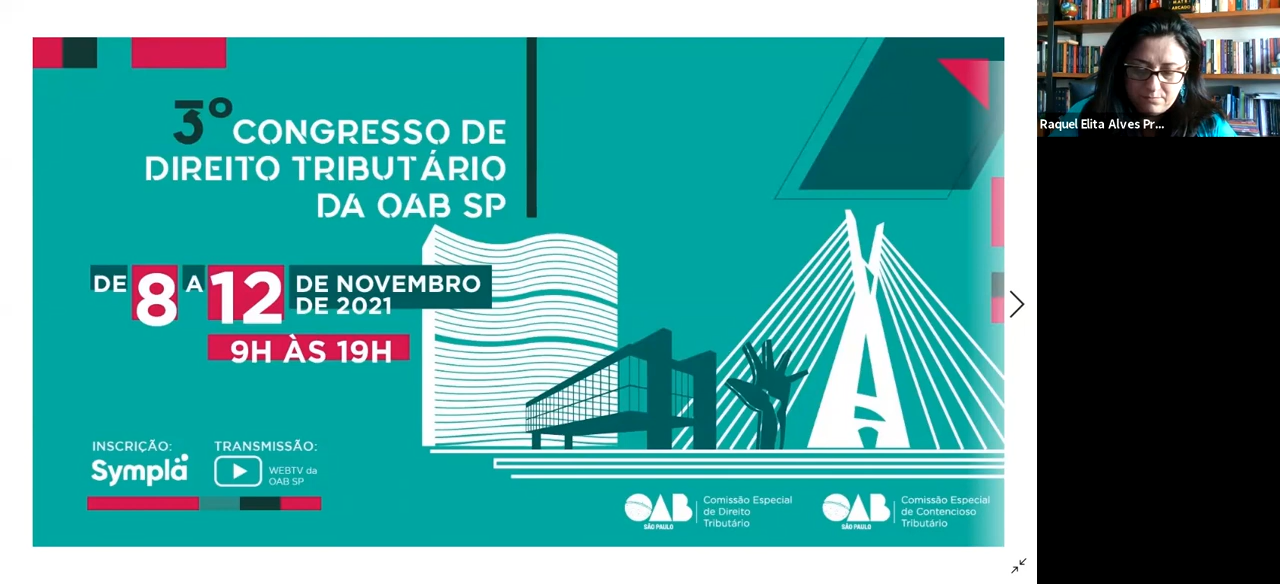 3º CONGRESSO DE
DIREITO TRIBUTÁRIO
DA OAB SP
DE 8 A 12 DE NOVEMBRO
DE 2021
9H ÀS 19H
INSCRIÇÃO:
Sympla
TRANSMISSÃO:
WEBTV da
OAB SP
OAB
SÃO PAULO
Comissão Especial
de Direito
Tributário
OAB
SÃO PAULO
Comissão Especial
de Contencioso
Tributário
Raquel Elita Alves Pr...